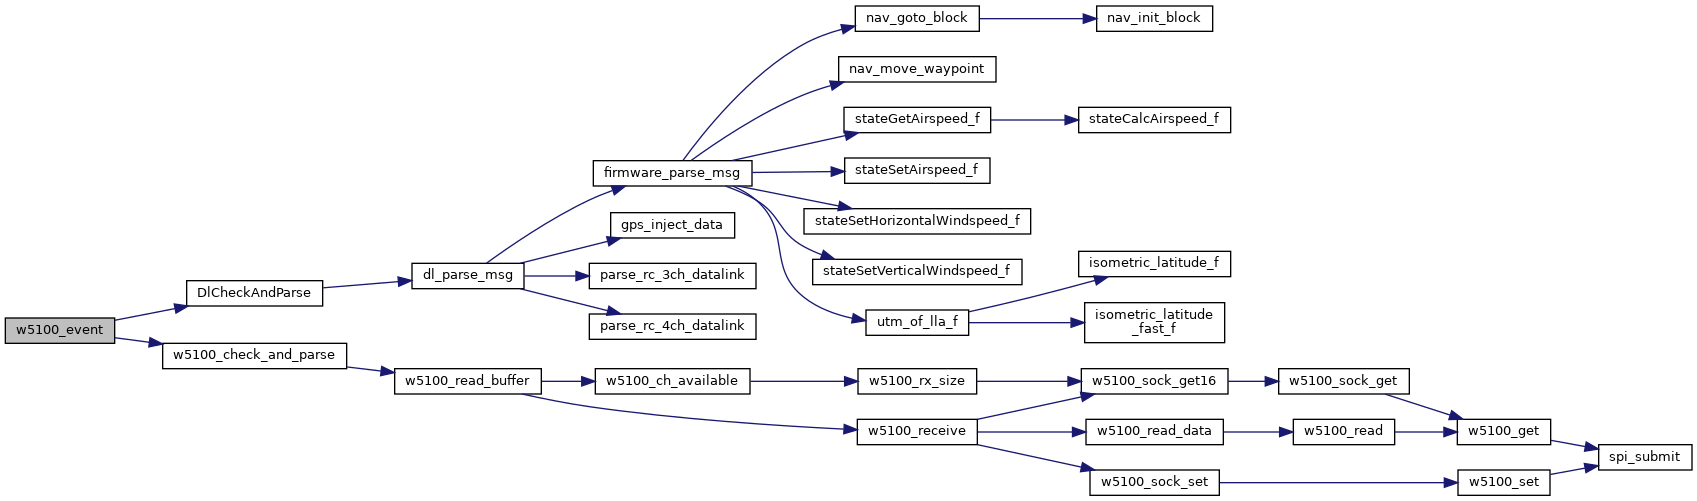 nav_goto_block
nav_init_block
nav_move_waypoint
stateGetAirspeed_f
stateCalcAirspeed_f
firmware_parse_msg
stateSetAirspeed_f
stateSetHorizontalWindspeed_f
gps_inject_data
stateSetVerticalWindspeed_f
isometric_latitude_f
dl_parse_msg
parse_rc_3ch_datalink
DlCheckAndParse
utm_of_lla_f
isometric_latitude
_fast_f
parse_rc_4ch_datalink
w5100_event
w5100_check_and_parse
w5100_read_buffer
w5100_ch_available
w5100_rx_size
w5100_sock_get16
w5100_sock_get
w5100_receive
w5100_read_data
w5100_read
w5100_get
spi_submit
w5100_sock_set
w5100_set